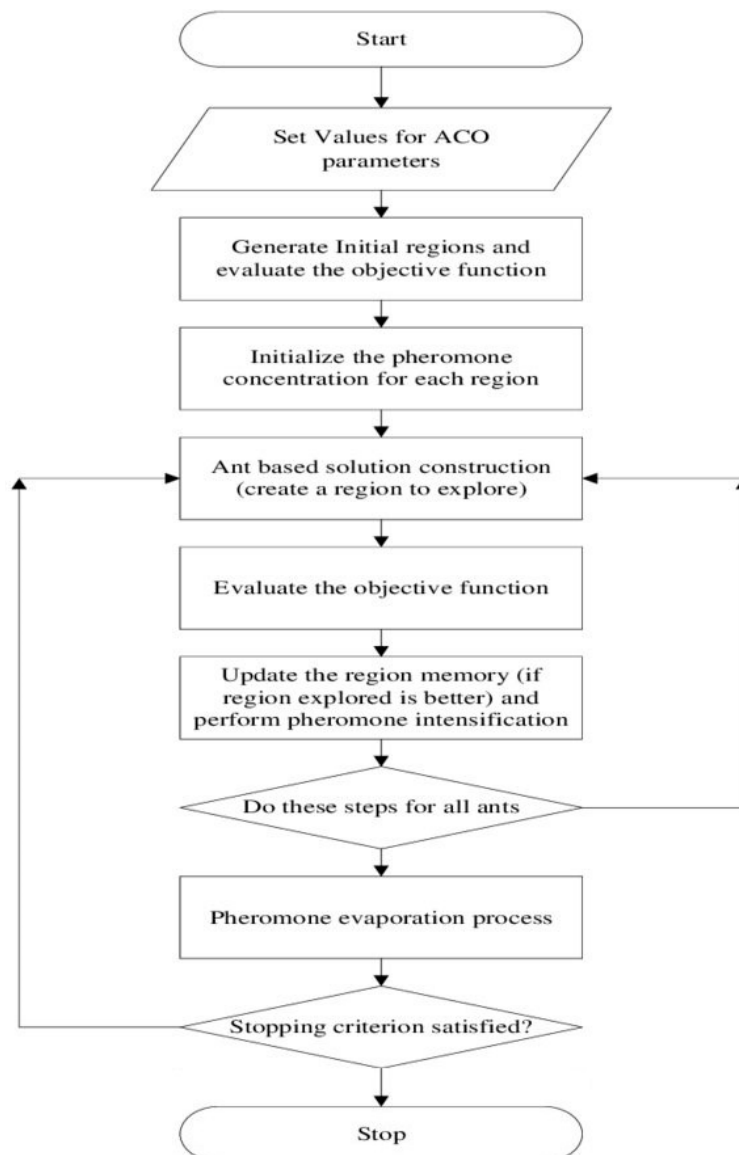 Start
Set Values for ACO
parameters
Generate Initial regions and
evaluate the objective function
Initialize the pheromone
concentration for each region
Ant based solution construction
(create a region to explore)
Evaluate the objective function
Update the region memory (if
region explored is better) and
perform pheromone intensification
Do these steps for all ants
Pheromone evaporation process
Stopping criterion satisfied?
Stop